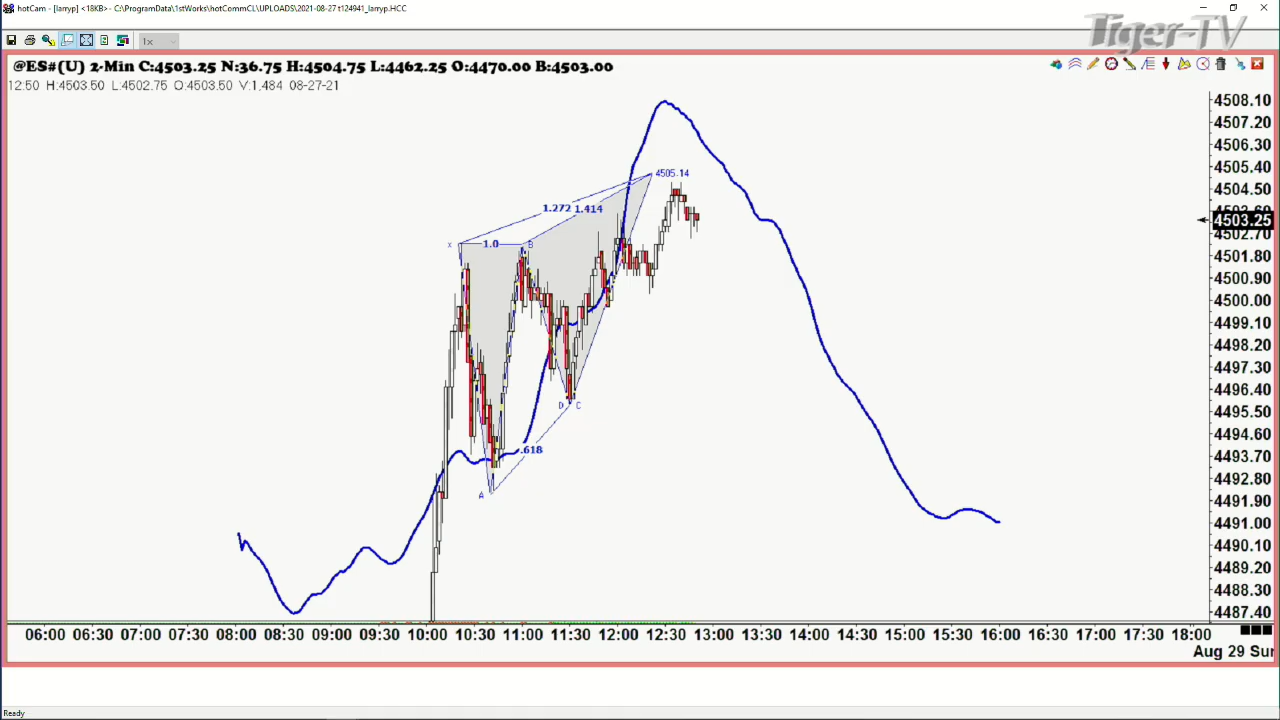 hotCam - [larryp] <18KB> - C:\ProgramData\1stWorks\hotCommCL\UPLOADS\2021-08-27 t124941_larryp.HCC
Tiger-TV
1x
@ES#(U) 2-Min C:4503.25 N:36.75 H:4504.75 L:4462.25 O:4470.00 B:4503.00
12:50 H:4503.50 L:4502.75 O:4503.50 V:1,484 08-27-21
4508.10
4507.20
4506.30
4505.40
4504.50
4503.25
4502.70
4501.80
4500.90
4500.00
4499.10
4498.20
4497.30
4496.40
4495.50
4494.60
4493.70
4492.80
4491.90
4491.00
4490.10
4489.20
4488.30
4487.40
4505.14
1.272 1.414
X 1.0 B
D C
.618
A
06:00 06:30 07:00 07:30 08:00 08:30 09:00 09:30 10:00 10:30 11:00 11:30 12:00 12:30 13:00 13:30 14:00 14:30 15:00 15:30 16:00 16:30 17:00 17:30 18:00
Aug 29 Sun
Ready